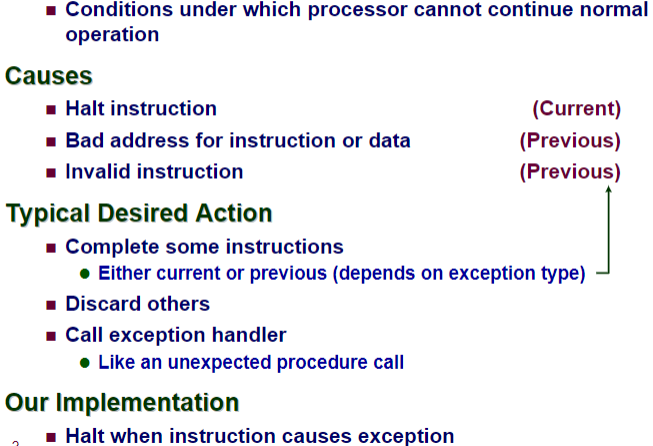 Conditions under which processor cannot continue normal
operation
Causes
Halt instruction (Current)
Bad address for instruction or data (Previous)
Invalid instruction (Previous)
Typical Desired Action
Complete some instructions
Either current or previous (depends on exception type)
Discard others
Call exception handler
Like an unexpected procedure call
Our Implementation
Halt when instruction causes exception